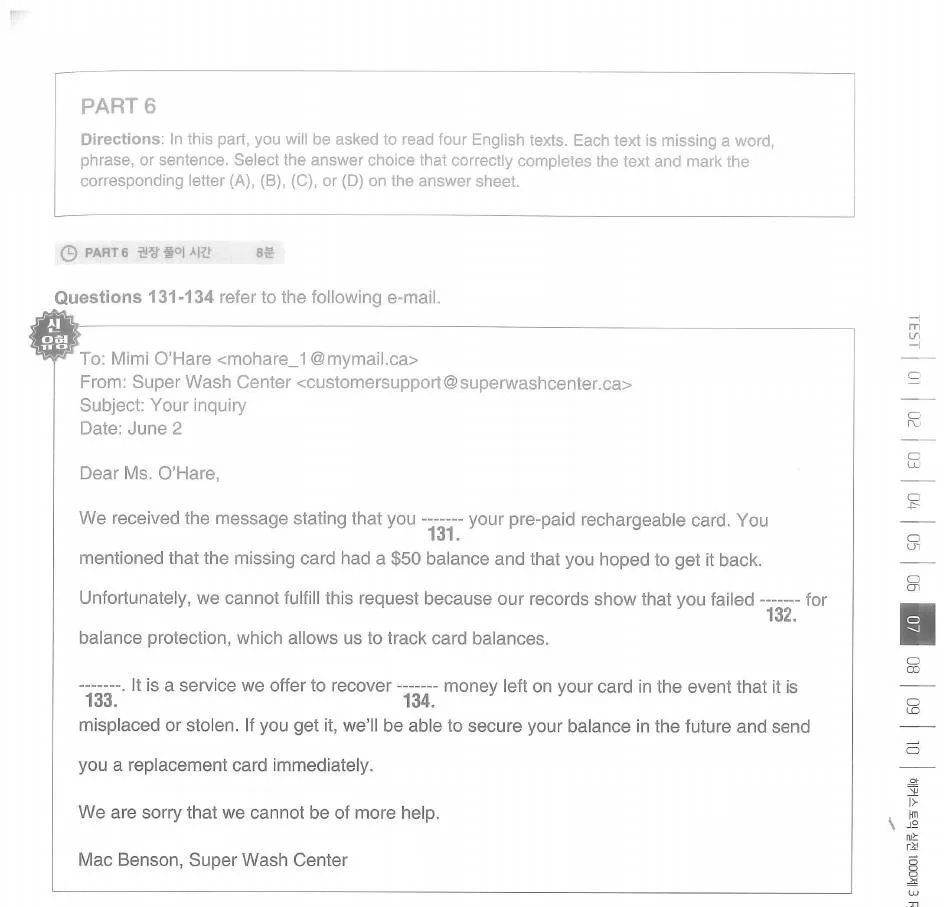 PART 6
Directions: In this part, you will be asked to read four English texts. Each text is missing a word,
phrase, or sentence. Select the answer choice that correctly completes the text and mark the
corresponding letter (A), (B), (C), or (D) on the answer sheet.
PART 6 권장 풀이 시간 8분
Questions 131-134 refer to the following e-mail.
신
유형
To: Mimi O'Hare <mohare_1@mymail.ca>
From: Super Wash Center <customersupport@superwashcenter.ca>
Subject: Your inquiry
Date: June 2
Dear Ms. O'Hare,
We received the message stating that you ------- your pre-paid rechargeable card. You
131.
mentioned that the missing card had a $50 balance and that you hoped to get it back.
Unfortunately, we cannot fulfill this request because our records show that you failed ------- for
132.
balance protection, which allows us to track card balances.
-------. It is a service we offer to recover ------- money left on your card in the event that it is
133. 134.
misplaced or stolen. If you get it, we'll be able to secure your balance in the future and send
you a replacement card immediately.
We are sorry that we cannot be of more help.
Mac Benson, Super Wash Center
TEST 01 02 03 04 05 06 07 08 09 10
해커스 토익 실전 1000제 3